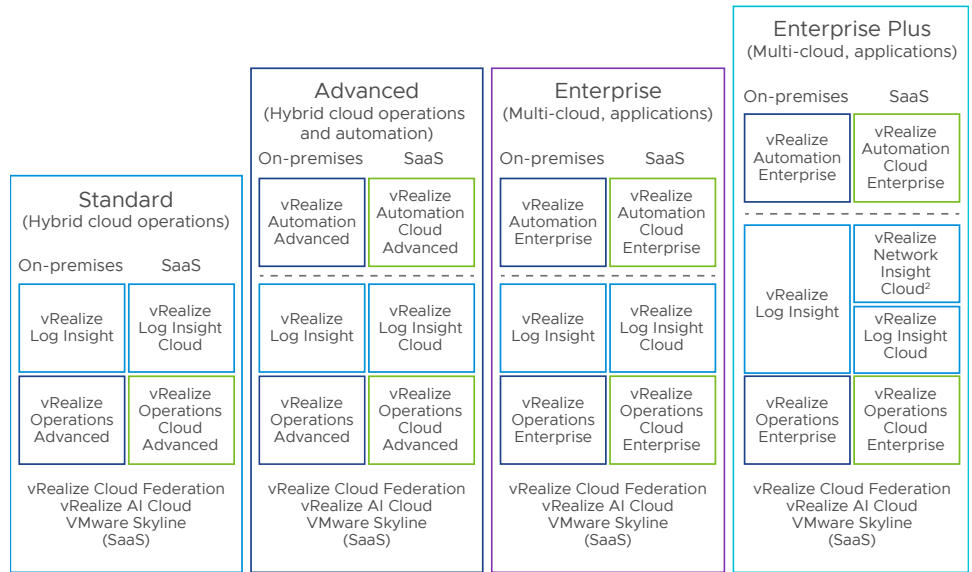 Standard
(Hybrid cloud operations)
On-premises
SaaS
vRealize
Log Insight
vRealize
Log Insight
Cloud
vRealize
Operations
Advanced
vRealize
Operations
Cloud
Advanced
vRealize Cloud Federation
vRealize AI Cloud
VMware Skyline
(SaaS)
Advanced
(Hybrid cloud operations
and automation)
On-premises
SaaS
vRealize
Automation
Advanced
vRealize
Automation
Cloud
Advanced
vRealize
Log Insight
vRealize
Log Insight
Cloud
vRealize
Operations
Advanced
vRealize
Operations
Cloud
Advanced
vRealize Cloud Federation
vRealize AI Cloud
VMware Skyline
(SaaS)
Enterprise
(Multi-cloud, applications)
On-premises
SaaS
vRealize
Automation
Enterprise
vRealize
Automation
Cloud
Enterprise
vRealize
Log Insight
vRealize
Log Insight
Cloud
vRealize
Operations
Enterprise
vRealize
Operations
Cloud
Enterprise
vRealize Cloud Federation
vRealize AI Cloud
VMware Skyline
(SaaS)
Enterprise Plus
(Multi-cloud, applications)
On-premises
SaaS
vRealize
Automation
Enterprise
vRealize
Automation
Cloud
Enterprise
vRealize
Log Insight
vRealize
Network
Insight
Cloud²
vRealize
Log Insight
Cloud
vRealize
Operations
Enterprise
vRealize
Operations
Cloud
Enterprise
vRealize Cloud Federation
vRealize AI Cloud
VMware Skyline
(SaaS)